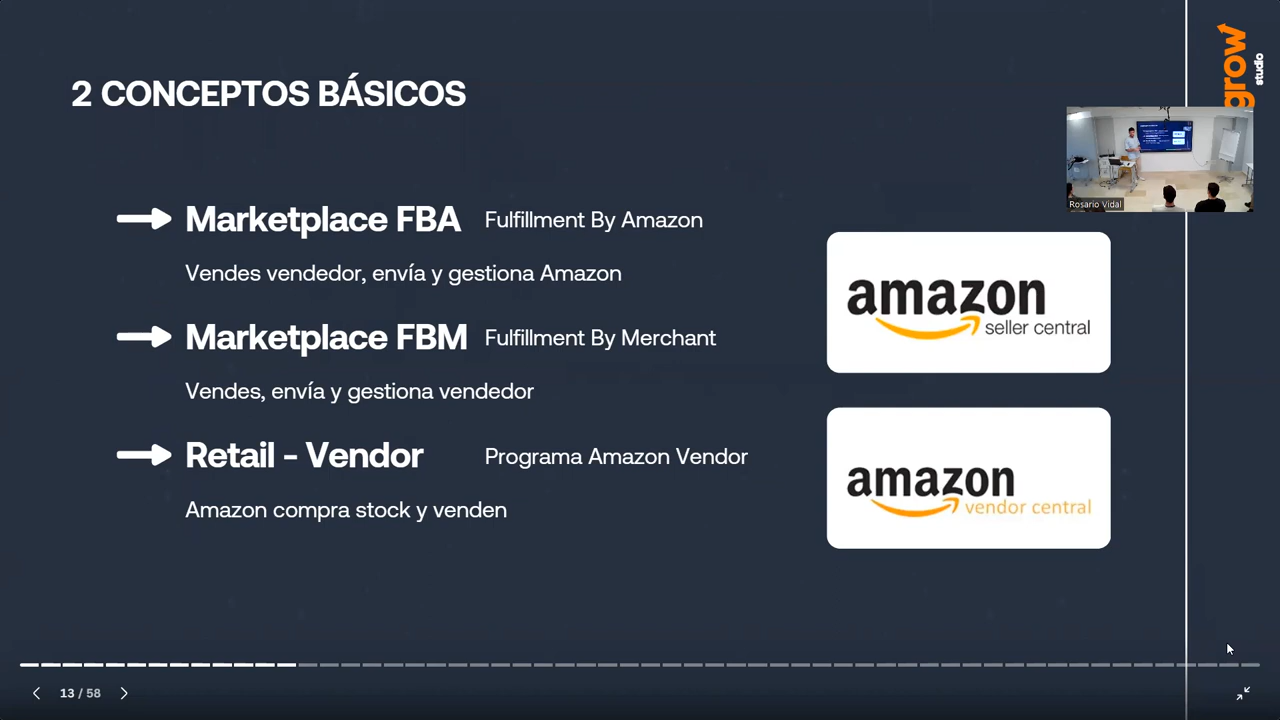 2 CONCEPTOS BÁSICOS
grow
studio
Marketplace FBA Fulfillment By Amazon
Vendes vendedor, envía y gestiona Amazon
Marketplace FBM Fulfillment By Merchant
Vendes, envía y gestiona vendedor
Retail - Vendor Programa Amazon Vendor
Amazon compra stock y venden
Rosario Vidal
amazon
seller central
amazon
vendor central
13 / 58